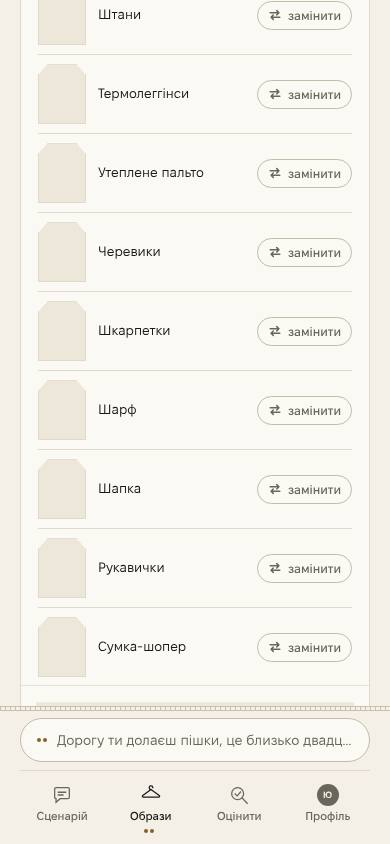 Штани
замінити
Термолеггінси
замінити
Утеплене пальто
замінити
Черевики
замінити
Шкарпетки
замінити
Шарф
замінити
Шапка
замінити
Рукавички
замінити
Сумка-шопер
замінити
Дорогу ти долаєш пішки, це близько двадц...
Сценарій
Образи
Оцінити
Ю
Профіль